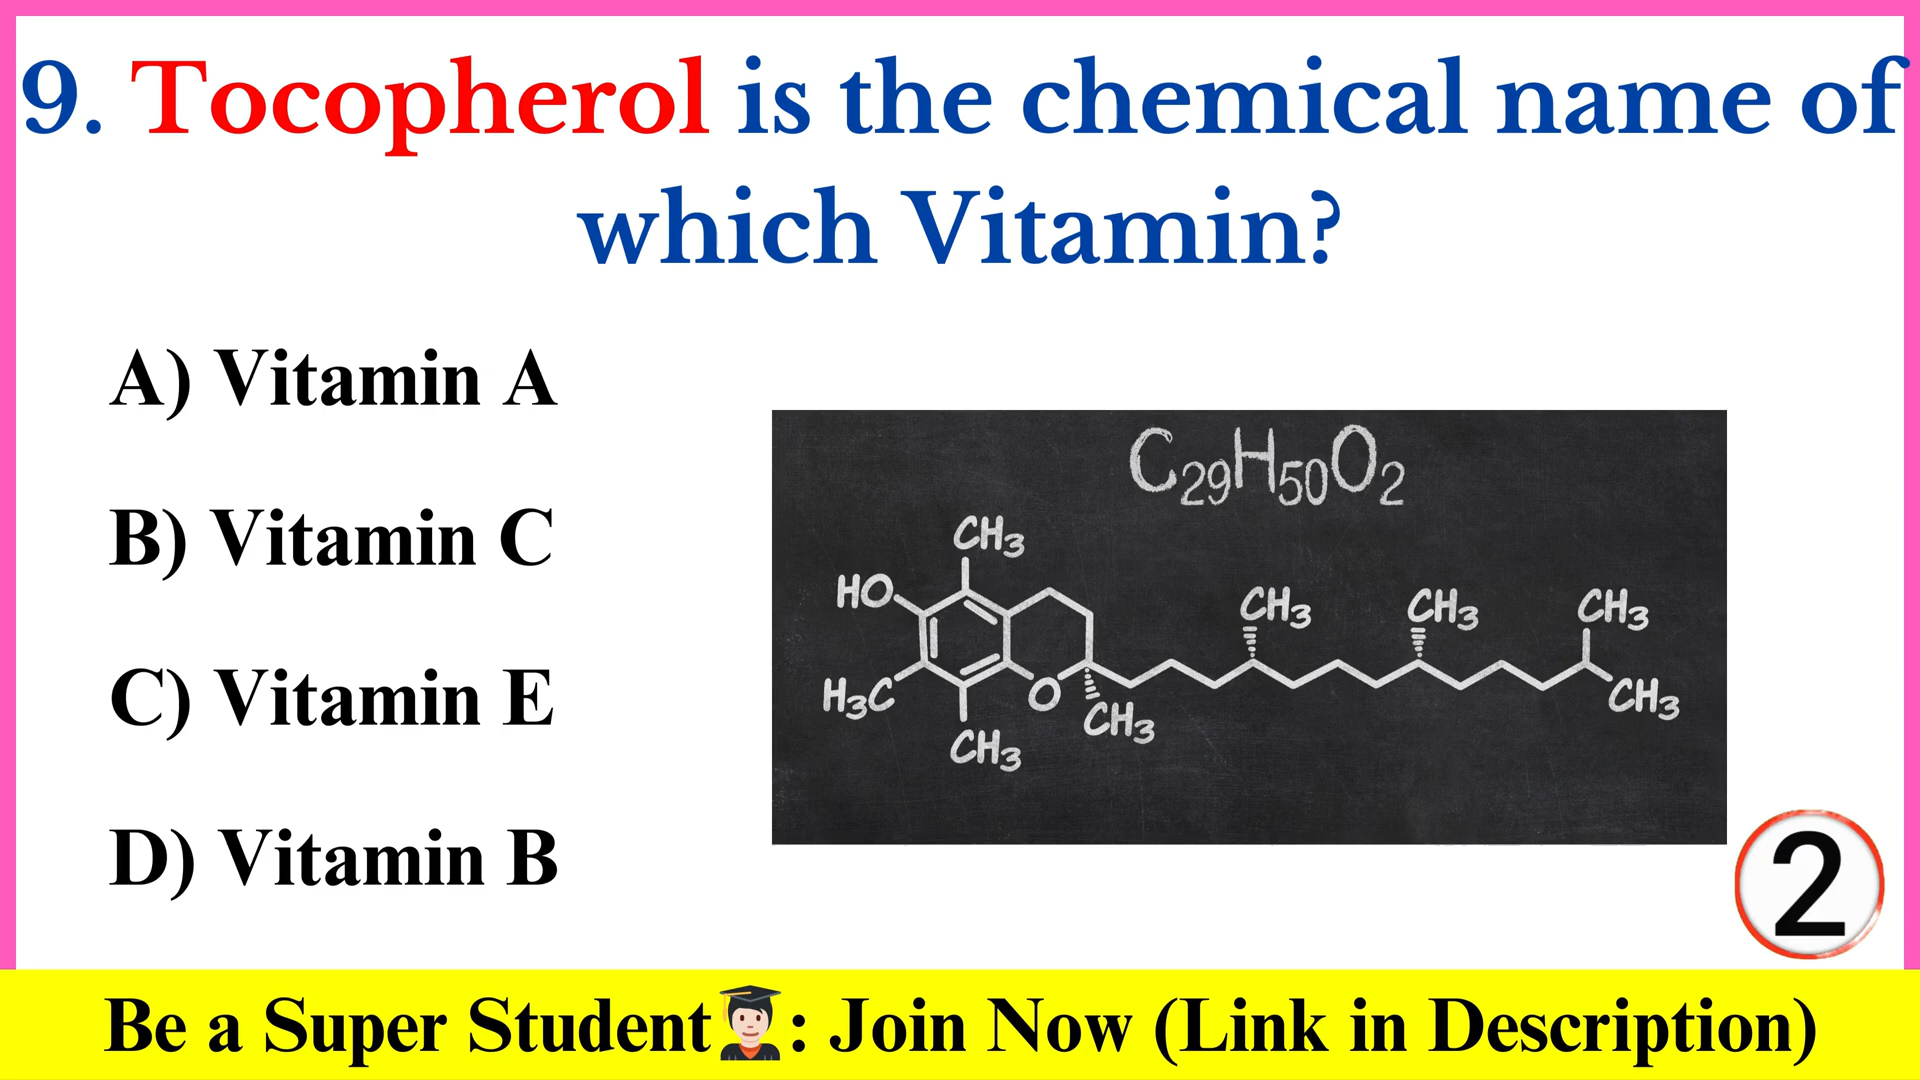 9. Tocopherol is the chemical name of
which Vitamin?
A) Vitamin A
B) Vitamin C
C) Vitamin E
D) Vitamin B
C29H50O2
CH3
HO
CH3
CH3
CH3
H3C
O
CH3
CH3
CH3
2
Be a Super Student👨🏻‍🎓: Join Now (Link in Description)